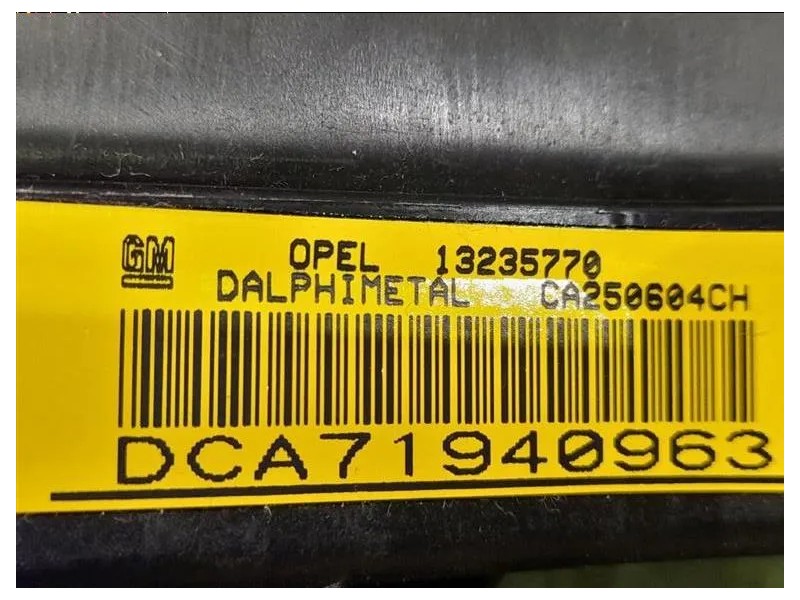 GM OPEL 13235770
DALPHIMETAL CA250604CH
DCA71940963